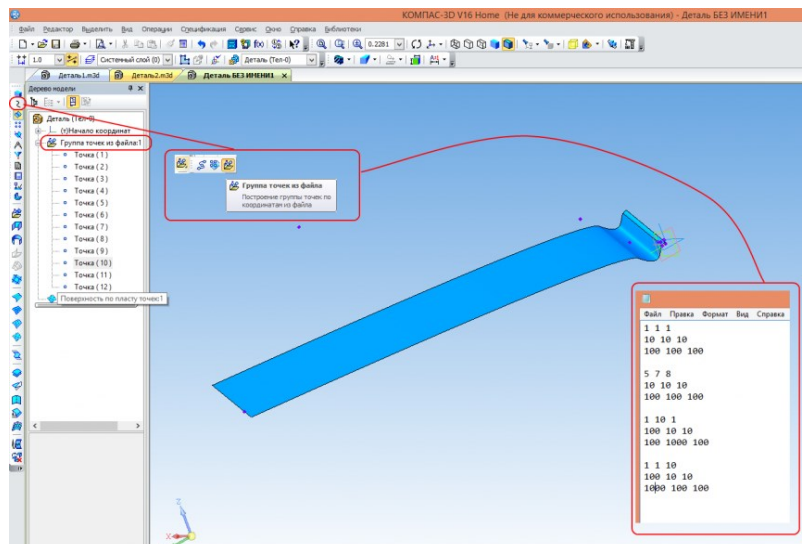 КОМПАС-3D V16 Home (Не для коммерческого использования) - Деталь БЕЗ ИМЕНИ1
Файл Редактор Выделить Вид Операции Спецификация Сервис Окно Справка Библиотеки
0.2281
1.0 Системный слой (0) Деталь (Тел-0)
Деталь1.m3d Деталь2.m3d Деталь БЕЗ ИМЕНИ1
Дерево модели
Деталь (Тел-0)
(т)Начало координат
Группа точек из файла:1
Точка (1)
Точка (2)
Точка (3)
Точка (4)
Точка (5)
Точка (6)
Точка (7)
Точка (8)
Точка (9)
Точка (10)
Точка (11)
Точка (12)
Поверхность по пласту точек:1
Группа точек из файла
Построение группы точек по
координатам из файла
Файл Правка Формат Вид Справка
1 1 1
10 10 10
100 100 100
5 7 8
10 10 10
100 100 100
1 10 1
100 10 10
100 1000 100
1 1 10
100 10 10
1000 100 100
Z
X